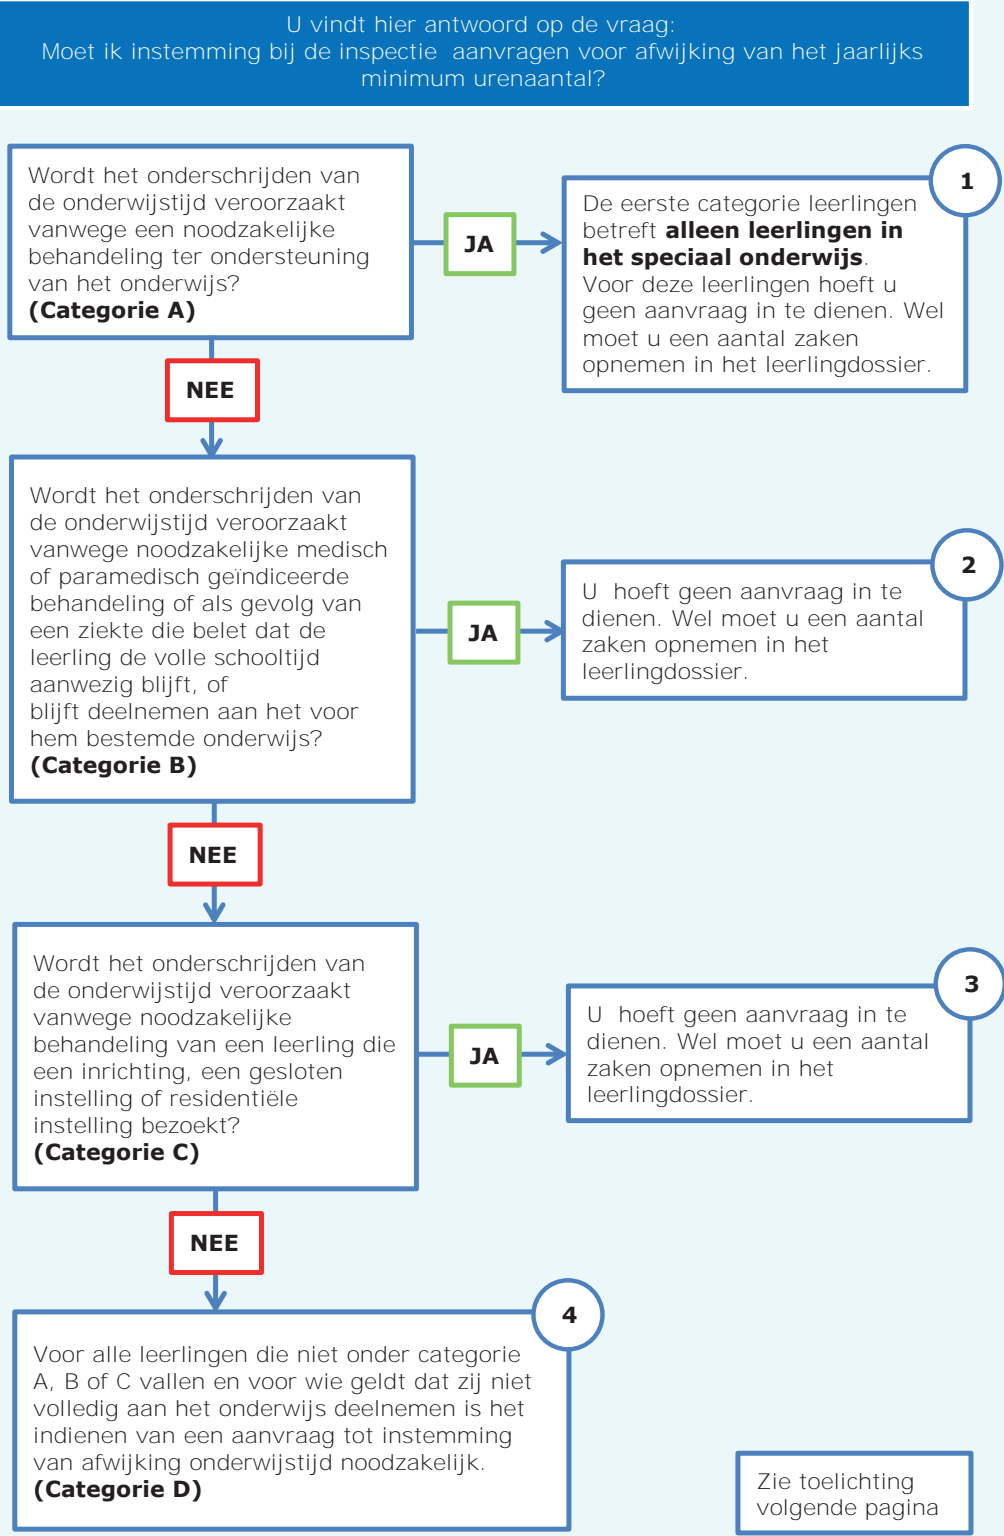 U vindt hier antwoord op de vraag:
Moet ik instemming bij de inspectie aanvragen voor afwijking van het jaarlijks
minimum urenaantal?
Wordt het onderschrijden van
de onderwijstijd veroorzaakt
vanwege een noodzakelijke
behandeling ter ondersteuning
van het onderwijs?
(Categorie A)
JA
1
De eerste categorie leerlingen
betreft alleen leerlingen in
het speciaal onderwijs.
Voor deze leerlingen hoeft u
geen aanvraag in te dienen. Wel
moet u een aantal zaken
opnemen in het leerlingdossier.
NEE
Wordt het onderschrijden van
de onderwijstijd veroorzaakt
vanwege noodzakelijke medisch
of paramedisch geïndiceerde
behandeling of als gevolg van
een ziekte die belet dat de
leerling de volle schooltijd
aanwezig blijft, of
blijft deelnemen aan het voor
hem bestemde onderwijs?
(Categorie B)
JA
2
U hoeft geen aanvraag in te
dienen. Wel moet u een aantal
zaken opnemen in het
leerlingdossier.
NEE
Wordt het onderschrijden van
de onderwijstijd veroorzaakt
vanwege noodzakelijke
behandeling van een leerling die
een inrichting, een gesloten
instelling of residentiële
instelling bezoekt?
(Categorie C)
JA
3
U hoeft geen aanvraag in te
dienen. Wel moet u een aantal
zaken opnemen in het
leerlingdossier.
NEE
4
Voor alle leerlingen die niet onder categorie
A, B of C vallen en voor wie geldt dat zij niet
volledig aan het onderwijs deelnemen is het
indienen van een aanvraag tot instemming
van afwijking onderwijstijd noodzakelijk.
(Categorie D)
Zie toelichting
volgende pagina